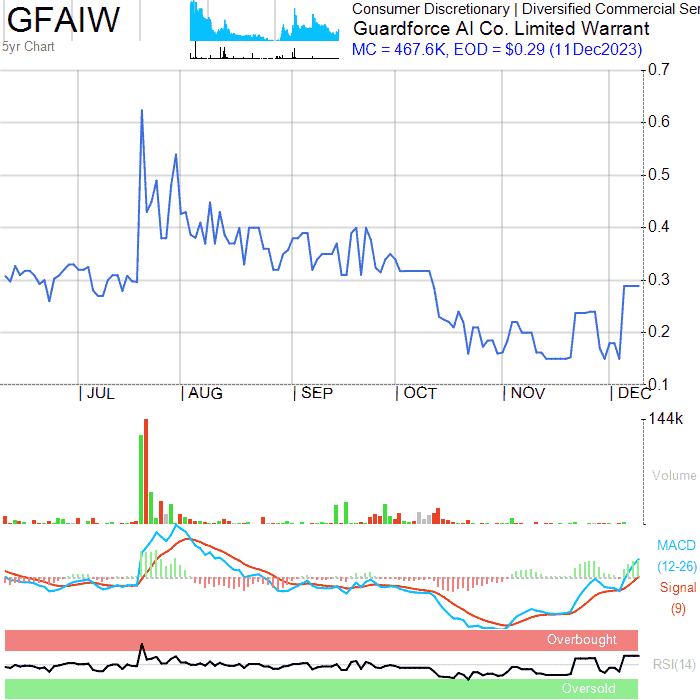 GFAIW
5yr Chart
Consumer Discretionary | Diversified Commercial Ser
Guardforce AI Co. Limited Warrant
MC = 467.6K, EOD = $0.29 (11Dec2023)
0.7
0.6
0.5
0.4
0.3
0.2
0.1
| JUL | AUG | SEP | OCT | NOV | DEC
144k
Volume
MACD
(12-26)
Signal
(9)
Overbought
RSI(14)
Oversold